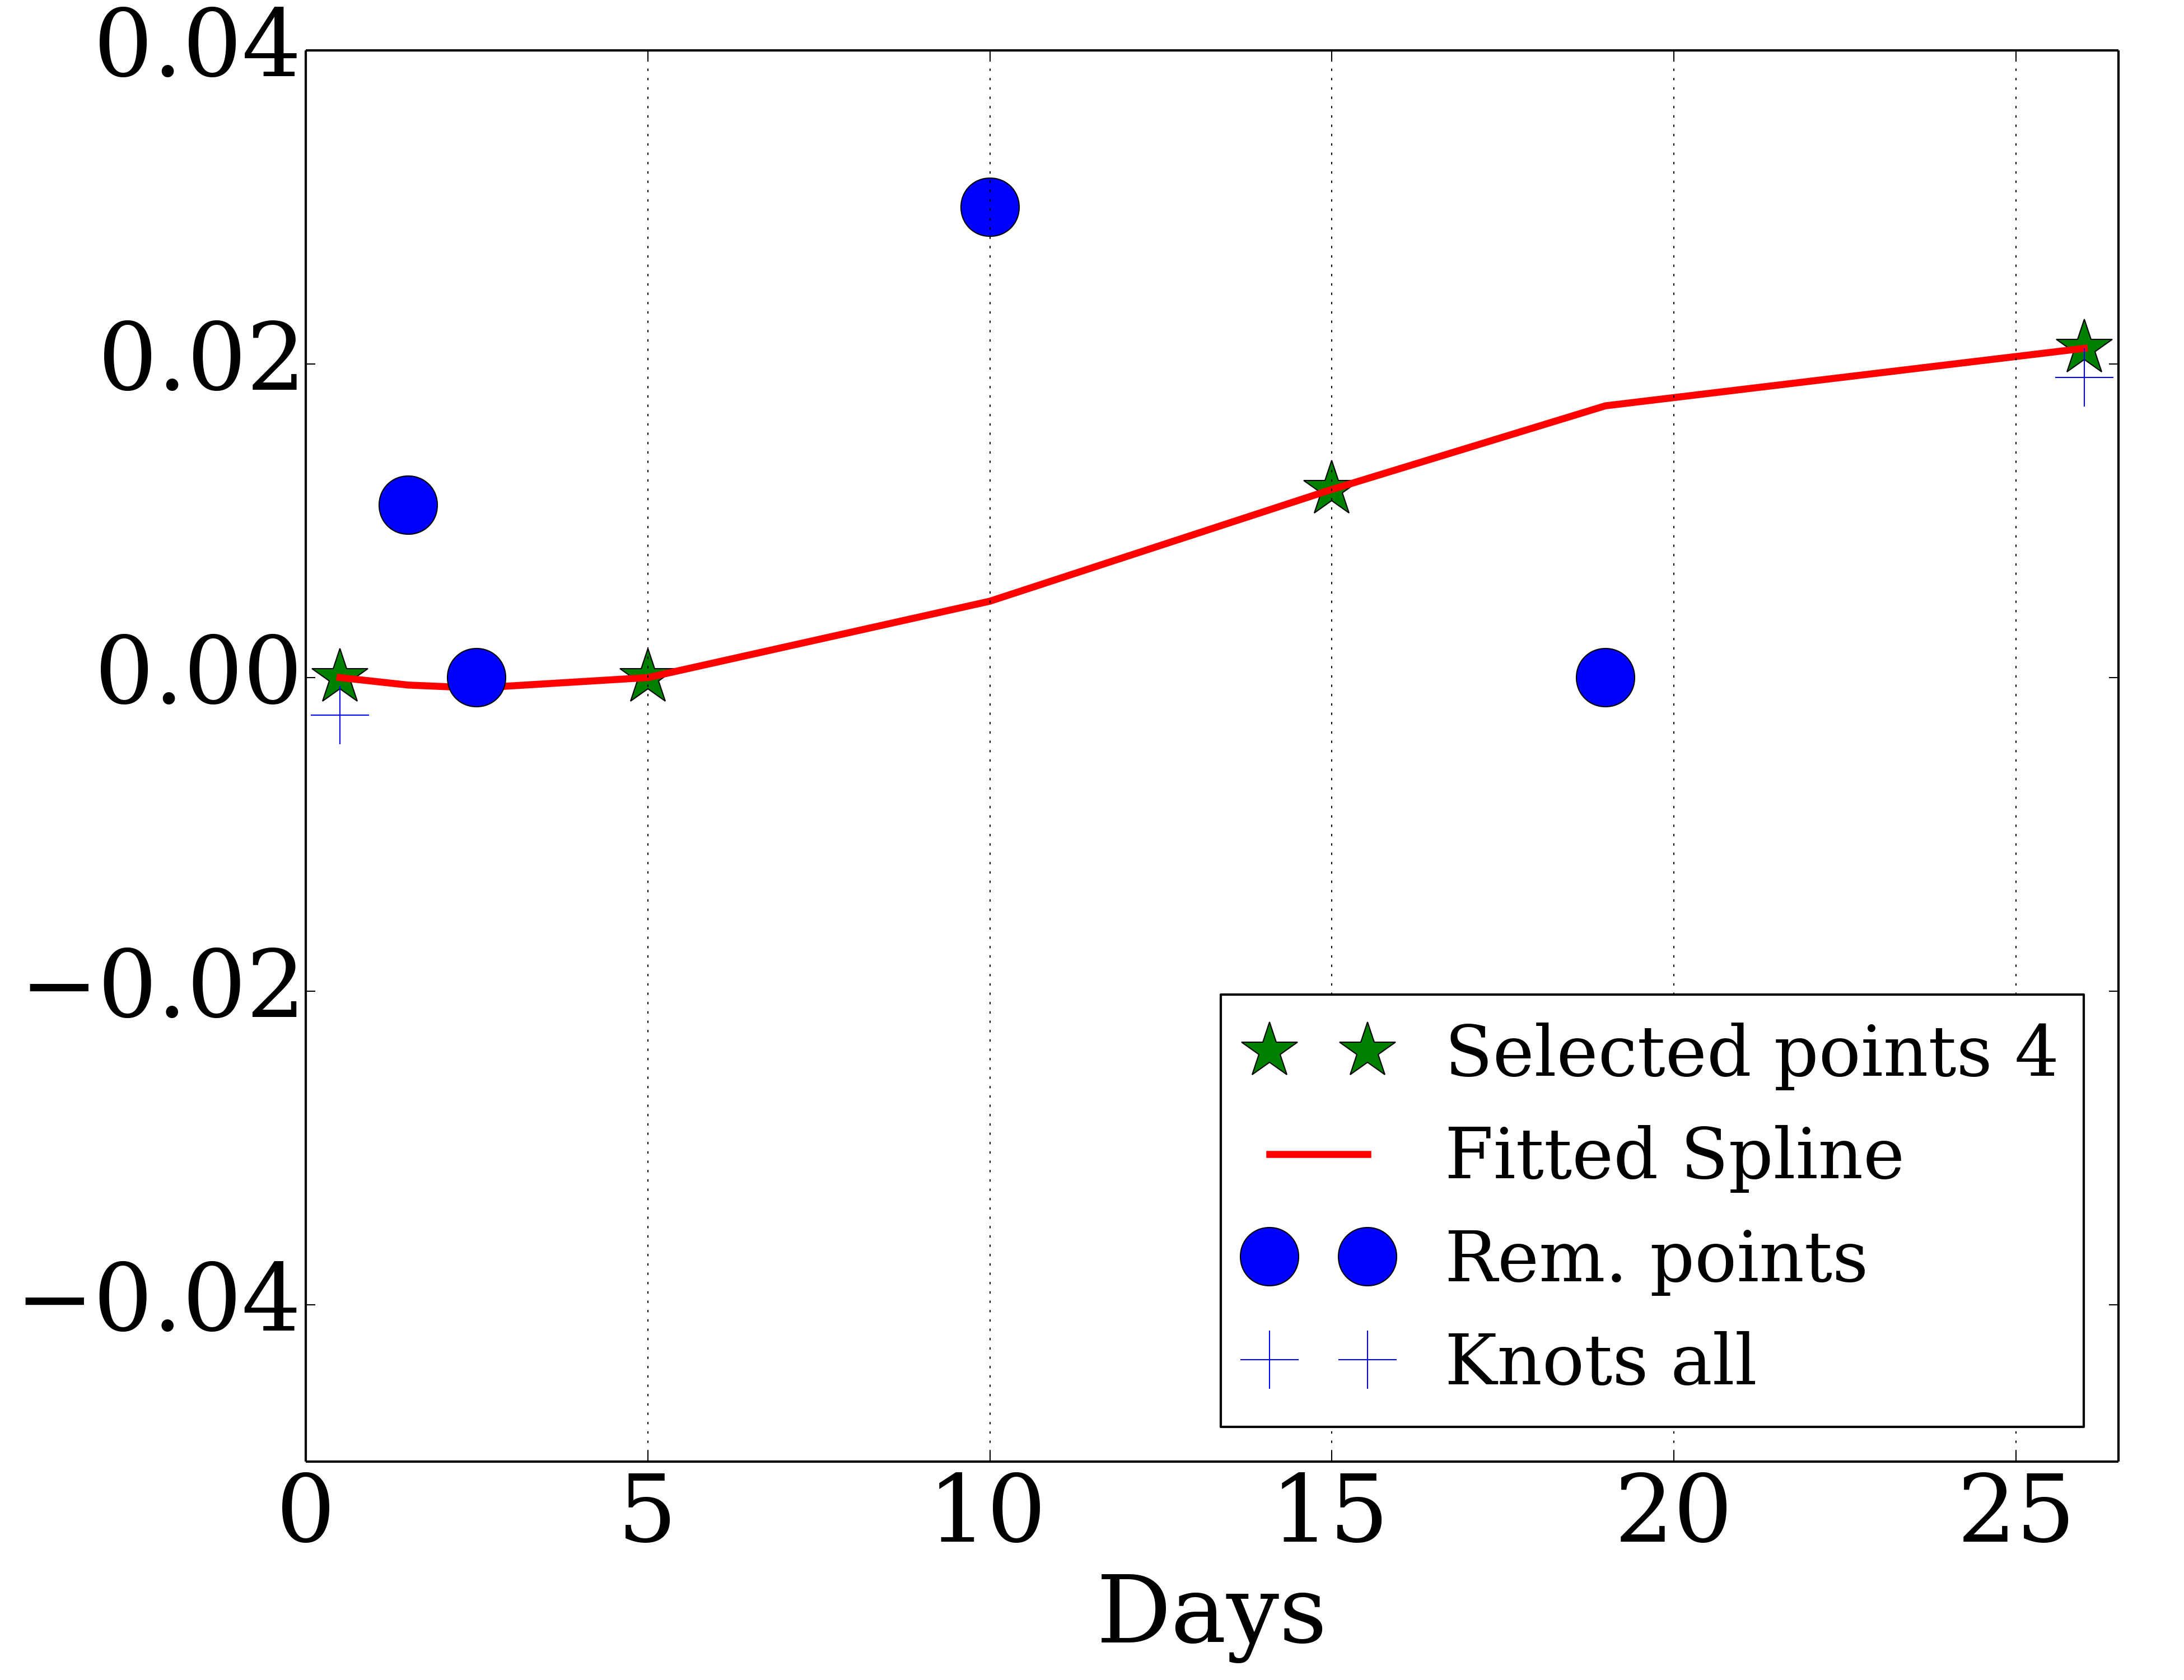 0.04
0.02
0.00
−0.02
−0.04
Selected points 4
Fitted Spline
Rem. points
Knots all
0 5 10 15 20 25
Days